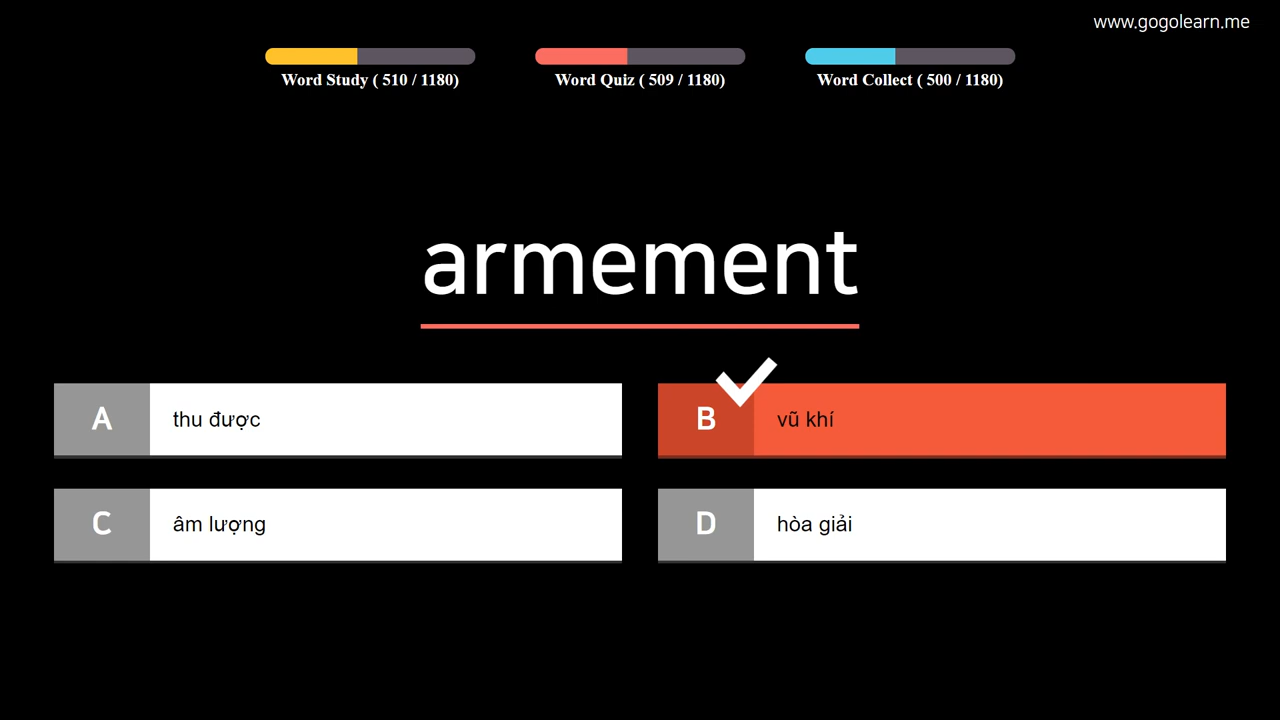 www.gogolearn.me
Word Study ( 510 / 1180)
Word Quiz ( 509 / 1180)
Word Collect ( 500 / 1180)
armement
A
thu được
B
vũ khí
C
âm lượng
D
hòa giải